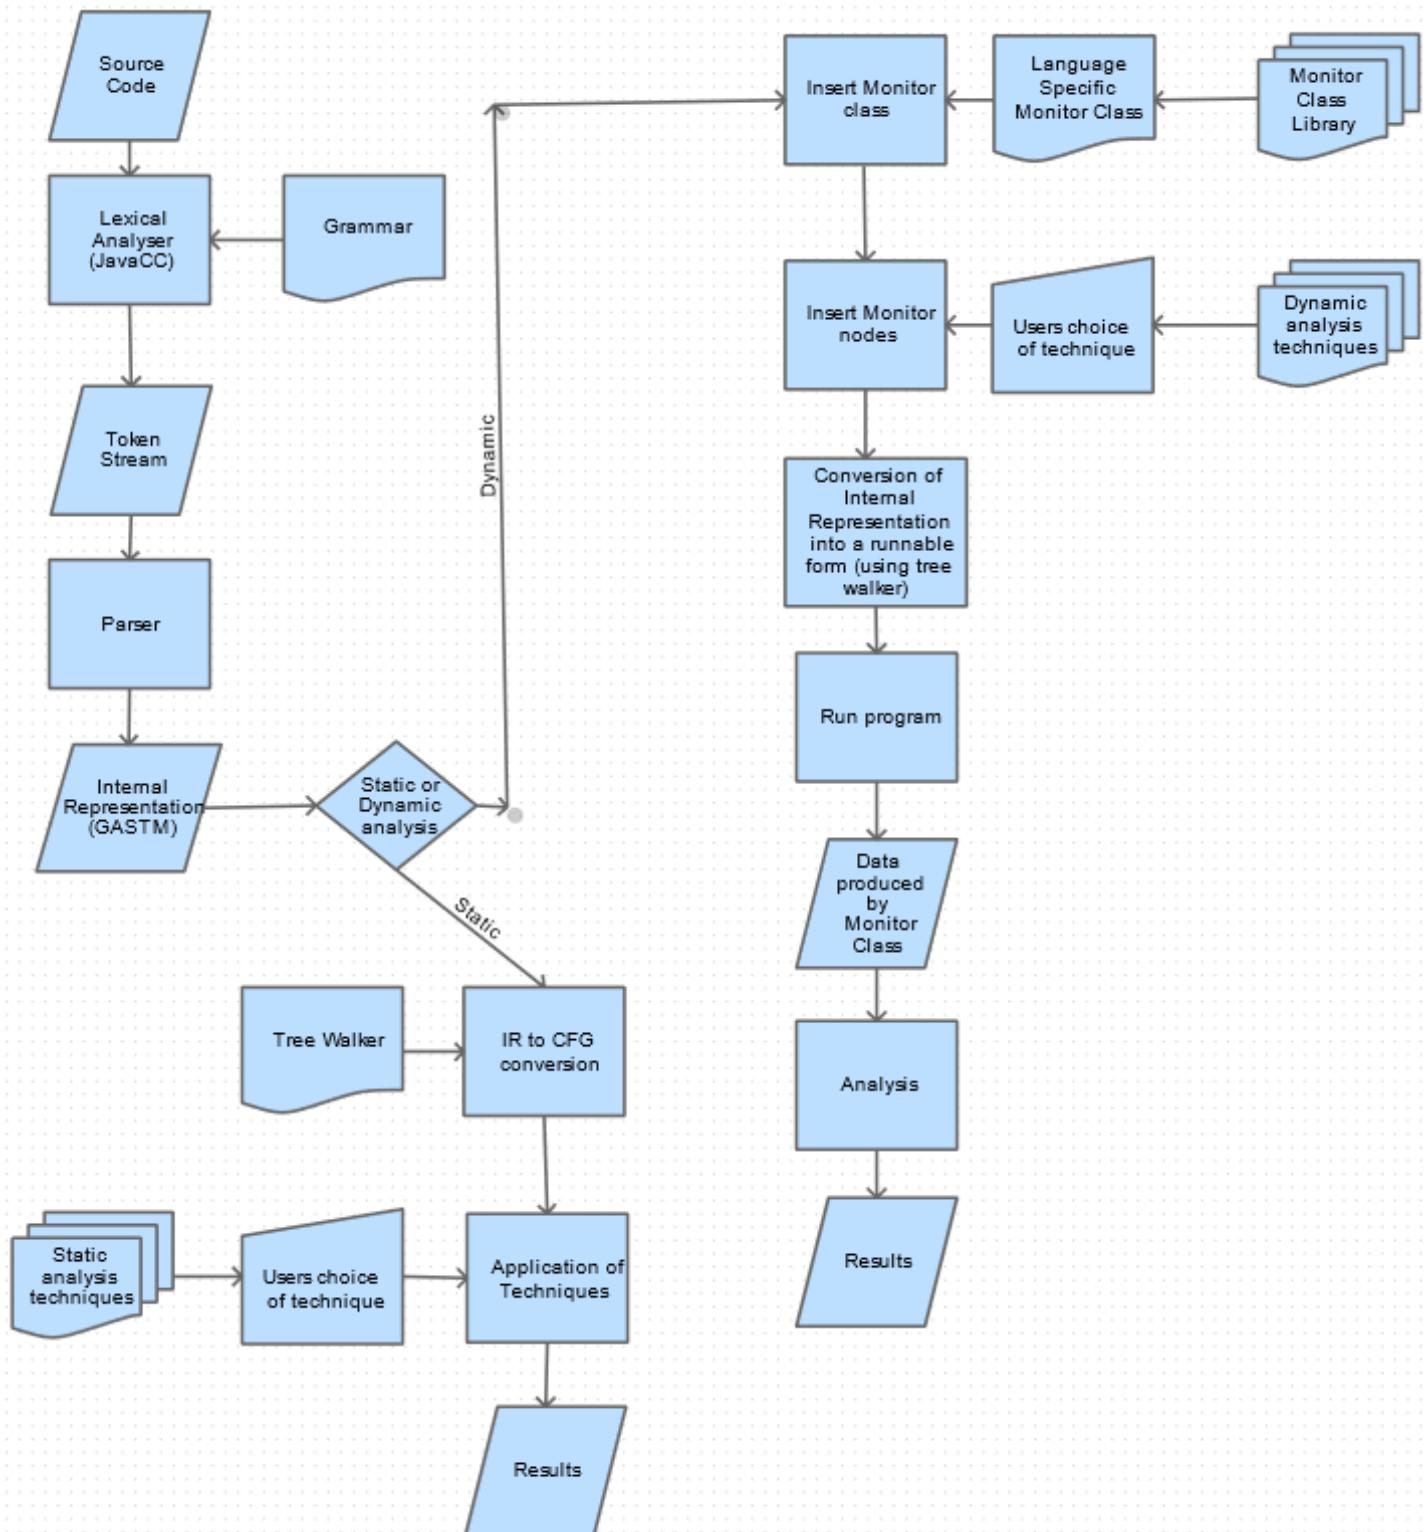 Source
Code
Lexical
Analyser
(JavaCC)
Grammar
Token
Stream
Parser
Internal
Representation
(GASTM)
Static or
Dynamic
analysis
Dynamic
Static
Insert Monitor
class
Language
Specific
Monitor Class
Monitor
Class
Library
Insert Monitor
nodes
Users choice
of technique
Dynamic
analysis
techniques
Conversion of
Internal
Representation
into a runnable
form (using tree
walker)
Run program
Data
produced
by
Monitor
Class
Analysis
Results
Tree Walker
IR to CFG
conversion
Static
analysis
techniques
Users choice
of technique
Application of
Techniques
Results